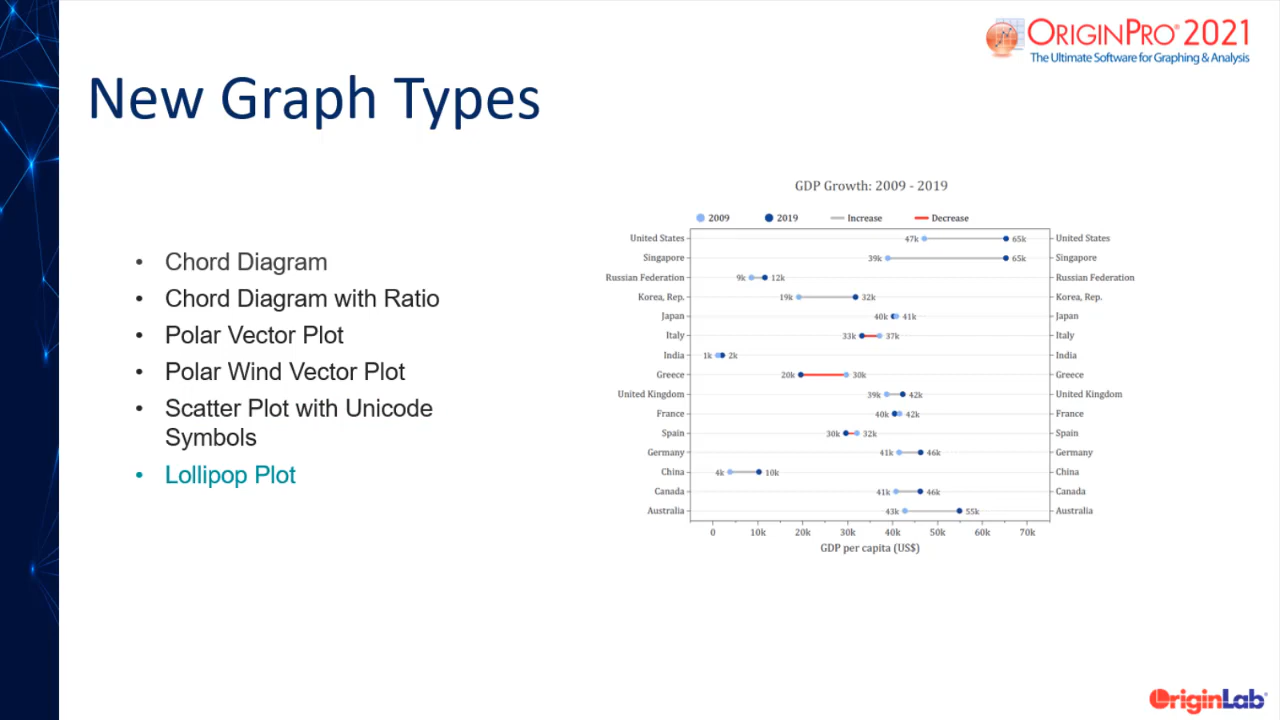 ORIGINPRO® 2021
The Ultimate Software for Graphing & Analysis
New Graph Types
• Chord Diagram
• Chord Diagram with Ratio
• Polar Vector Plot
• Polar Wind Vector Plot
• Scatter Plot with Unicode
Symbols
• Lollipop Plot
GDP Growth: 2009 - 2019
2009 2019 Increase Decrease
United States 47k 65k United States
Singapore 39k 65k Singapore
Russian Federation 9k 12k Russian Federation
Korea, Rep. 19k 32k Korea, Rep.
Japan 40k 41k Japan
Italy 33k 37k Italy
India 1k 2k India
Greece 20k 30k Greece
United Kingdom 39k 42k United Kingdom
France 40k 42k France
Spain 30k 32k Spain
Germany 41k 46k Germany
China 4k 10k China
Canada 41k 46k Canada
Australia 43k 55k Australia
0 10k 20k 30k 40k 50k 60k 70k
GDP per capita (US$)
OriginLab®